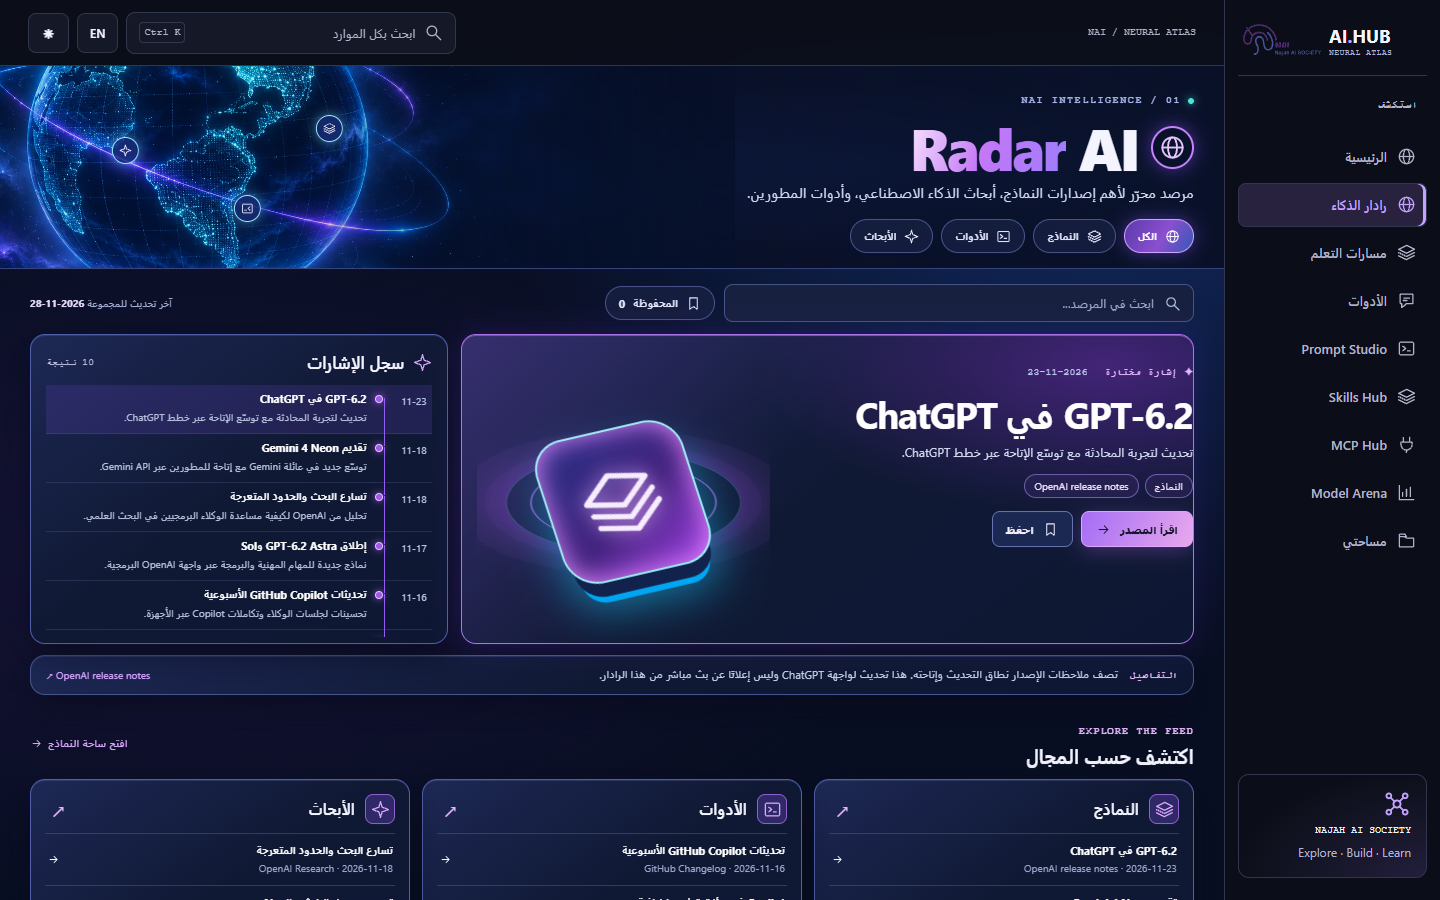 AI.HUB
NEURAL ATLAS
NAJAH AI SOCIETY
استكشف
الرئيسية
رادار الذكاء
مسارات التعلم
الأدوات
Prompt Studio
Skills Hub
MCP Hub
Model Arena
مساحتي
NAJAH AI SOCIETY
Explore · Build · Learn
NAI / NEURAL ATLAS
ابحث بكل الموارد
Ctrl K
EN
NAI INTELLIGENCE / 01
Radar AI
مرصد محرّر لأهم إصدارات النماذج، أبحاث الذكاء الاصطناعي، وأدوات المطورين.
الكل
النماذج
الأدوات
الأبحاث
ابحث في المرصد...
المحفوظة 0
آخر تحديث للمجموعة 2026-11-28
إشارة مختارة 2026-11-23
GPT-6.2 في ChatGPT
تحديث لتجربة المحادثة مع توسّع الإتاحة عبر خطط ChatGPT.
النماذج
OpenAI release notes
اقرأ المصدر
احفظ
سجل الإشارات
10 نتيجة
11-23
GPT-6.2 في ChatGPT
تحديث لتجربة المحادثة مع توسّع الإتاحة عبر خطط ChatGPT.
11-18
تقديم Gemini 4 Neon
توسّع جديد في عائلة Gemini مع إتاحة للمطورين عبر Gemini API.
11-18
تسارع البحث والحدود المتعرجة
تحليل من OpenAI لكيفية مساعدة الوكلاء البرمجيين في البحث العلمي.
11-17
إطلاق GPT-6.2 Astra وSol
نماذج جديدة للمهام المهنية والبرمجة عبر واجهة OpenAI البرمجية.
11-16
تحديثات GitHub Copilot الأسبوعية
تحسينات لجلسات الوكلاء وتكاملات Copilot عبر الأجهزة.
التفاصيل
تصف ملاحظات الإصدار نطاق التحديث وإتاحته. هذا تحديث لواجهة ChatGPT وليس إعلانًا عن بث مباشر من هذا الرادار.
OpenAI release notes ↗
EXPLORE THE FEED
اكتشف حسب المجال
افتح ساحة النماذج
النماذج
GPT-6.2 في ChatGPT
OpenAI release notes · 2026-11-23
الأدوات
تحديثات GitHub Copilot الأسبوعية
GitHub Changelog · 2026-11-16
الأبحاث
تسارع البحث والحدود المتعرجة
OpenAI Research · 2026-11-18